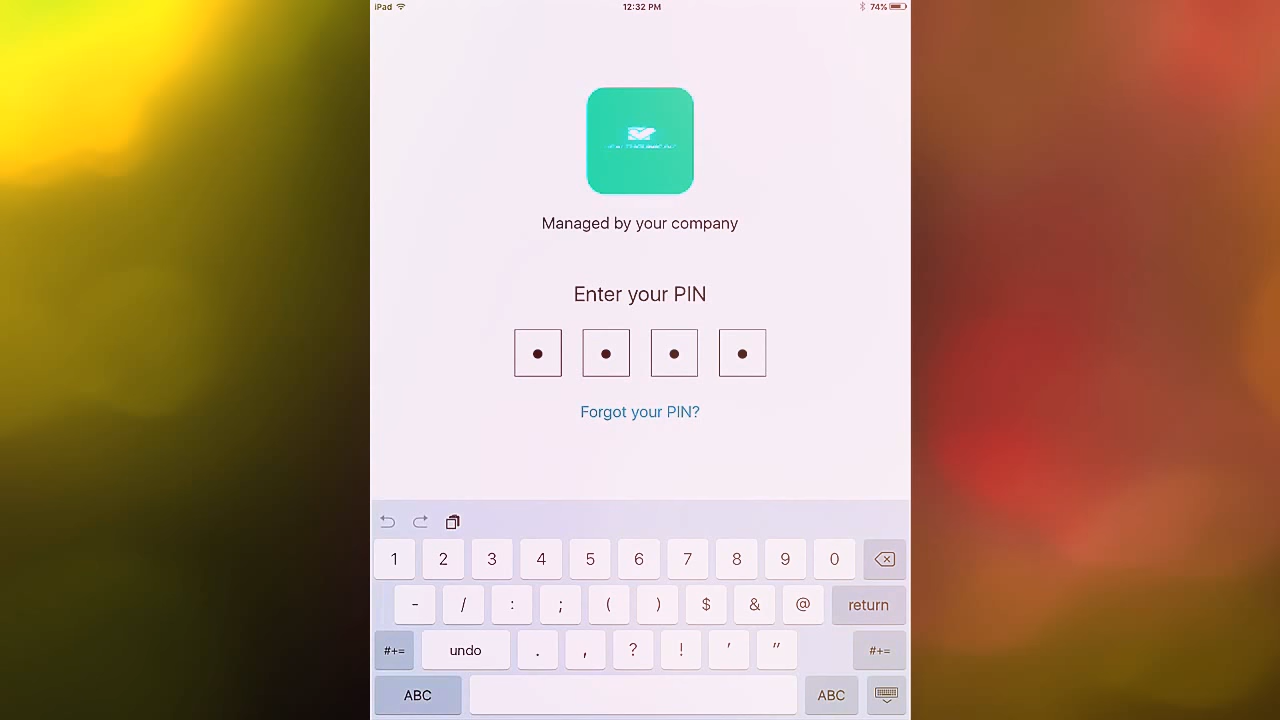 iPad 12:32 PM 74%
Managed by your company
Enter your PIN
Forgot your PIN?
1 2 3 4 5 6 7 8 9 0
- / : ; ( ) $ & @ return
#+= undo . , ? ! ' " #+=
ABC ABC